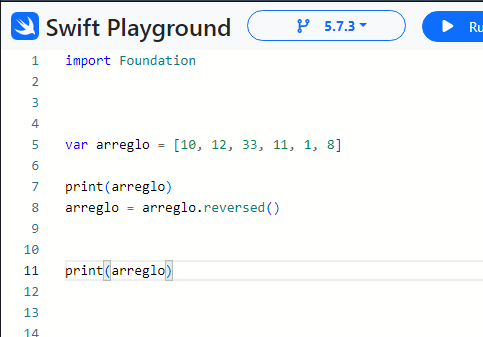 Swift Playground 5.7.3
1 import Foundation
2
3
4
5 var arreglo = [10, 12, 33, 11, 1, 8]
6
7 print(arreglo)
8 arreglo = arreglo.reversed()
9
10
11 print(arreglo)
12
13
14